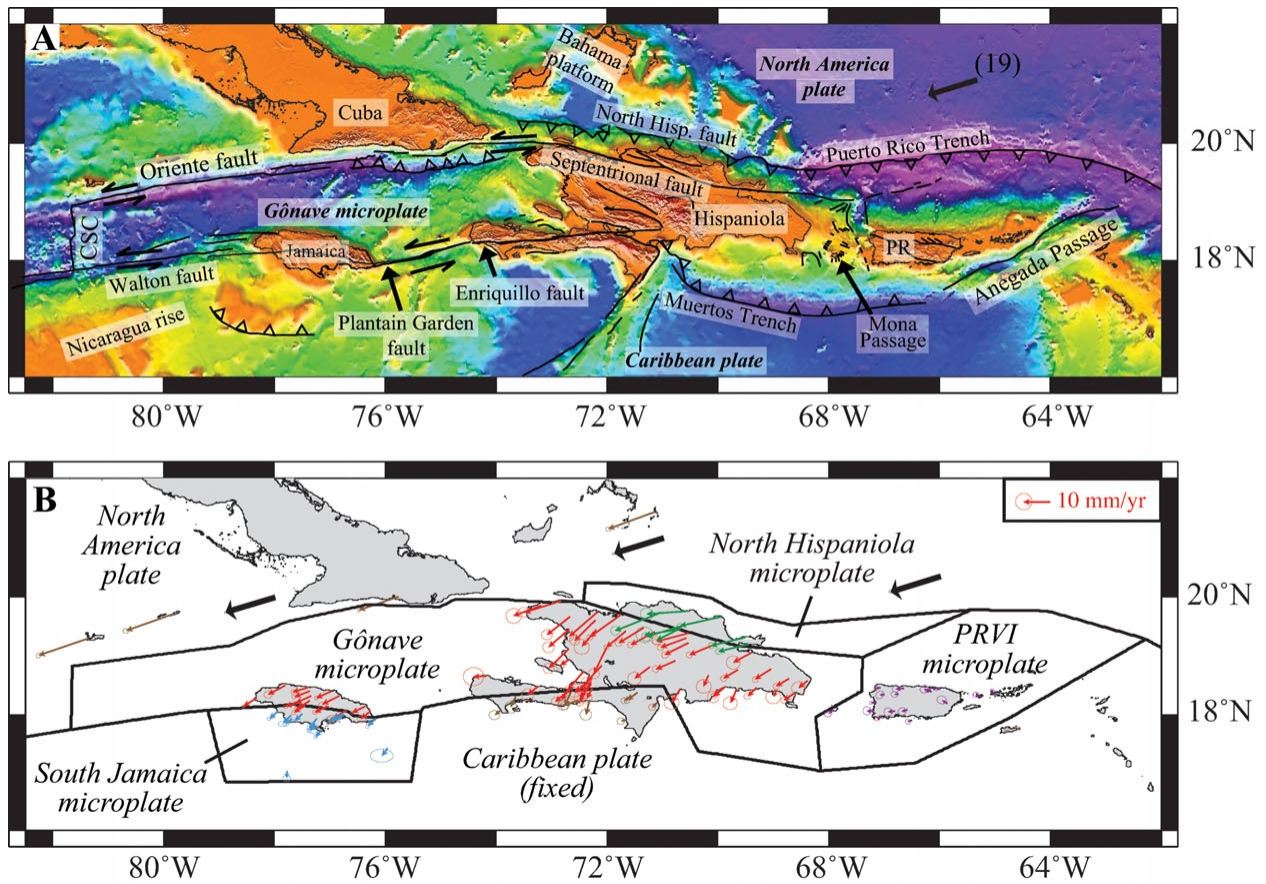 A
Bahama
platform
North America
plate
(19)
Cuba
North Hisp. fault
20°N
Puerto Rico Trench
Oriente fault
Septentrional fault
Gônave microplate
Hispaniola
CSC
Jamaica
PR
18°N
Walton fault
Anegada Passage
Enriquillo fault
Muertos Trench
Nicaragua rise
Plantain Garden
fault
Mona
Passage
Caribbean plate
80°W
76°W
72°W
68°W
64°W
B
10 mm/yr
North
America
plate
North Hispaniola
microplate
20°N
Gônave
microplate
PRVI
microplate
18°N
South Jamaica
microplate
Caribbean plate
(fixed)
80°W
76°W
72°W
68°W
64°W